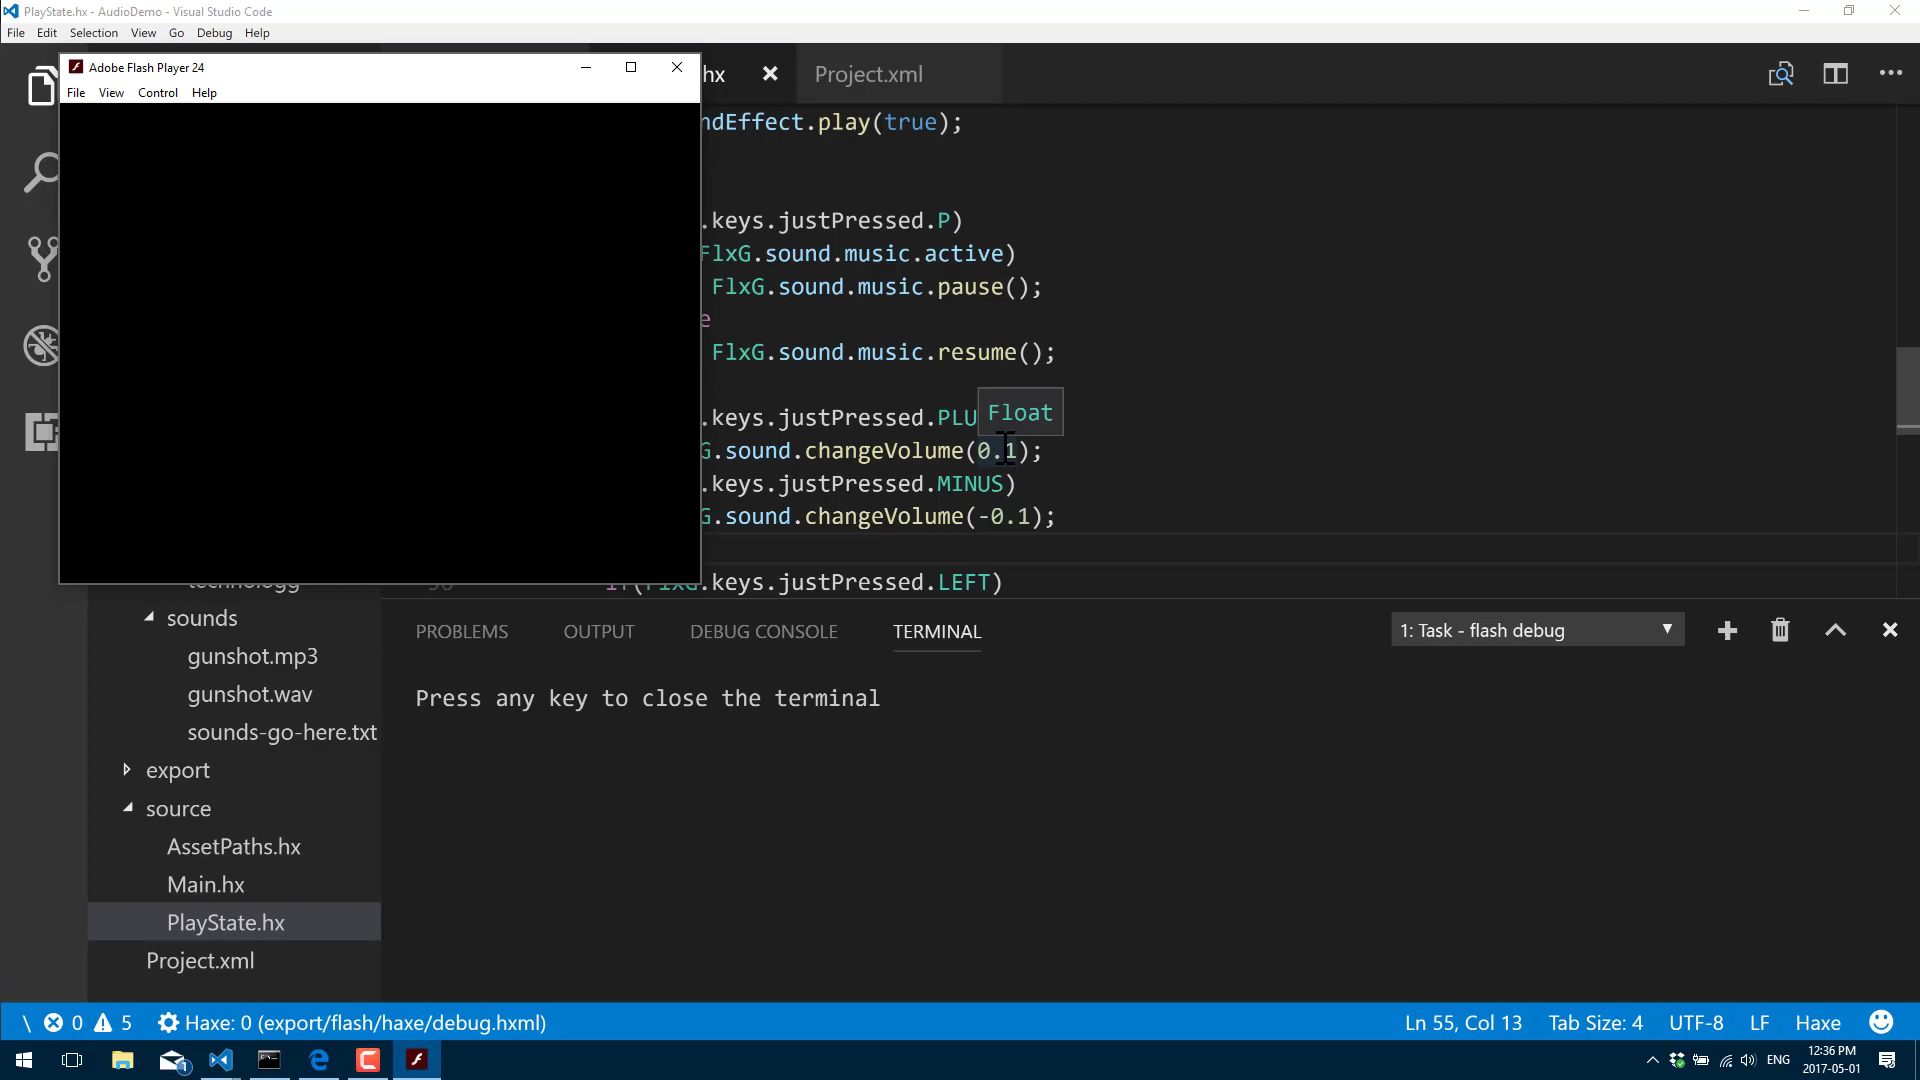 PlayState.hx - AudioDemo - Visual Studio Code
File Edit Selection View Go Debug Help
Adobe Flash Player 24
File View Control Help
hx Project.xml
ndEffect.play(true);
.keys.justPressed.P)
FlxG.sound.music.active)
FlxG.sound.music.pause();
e
FlxG.sound.music.resume();
.keys.justPressed.PLU
Float
G.sound.changeVolume(0.1);
.keys.justPressed.MINUS)
G.sound.changeVolume(-0.1);
if(FlxG.keys.justPressed.LEFT)
sounds
gunshot.mp3
gunshot.wav
sounds-go-here.txt
export
source
AssetPaths.hx
Main.hx
PlayState.hx
Project.xml
PROBLEMS OUTPUT DEBUG CONSOLE TERMINAL
1: Task - flash debug
Press any key to close the terminal
\ 0 5 Haxe: 0 (export/flash/haxe/debug.hxml)
Ln 55, Col 13 Tab Size: 4 UTF-8 LF Haxe
1
ENG
12:36 PM
2017-05-01